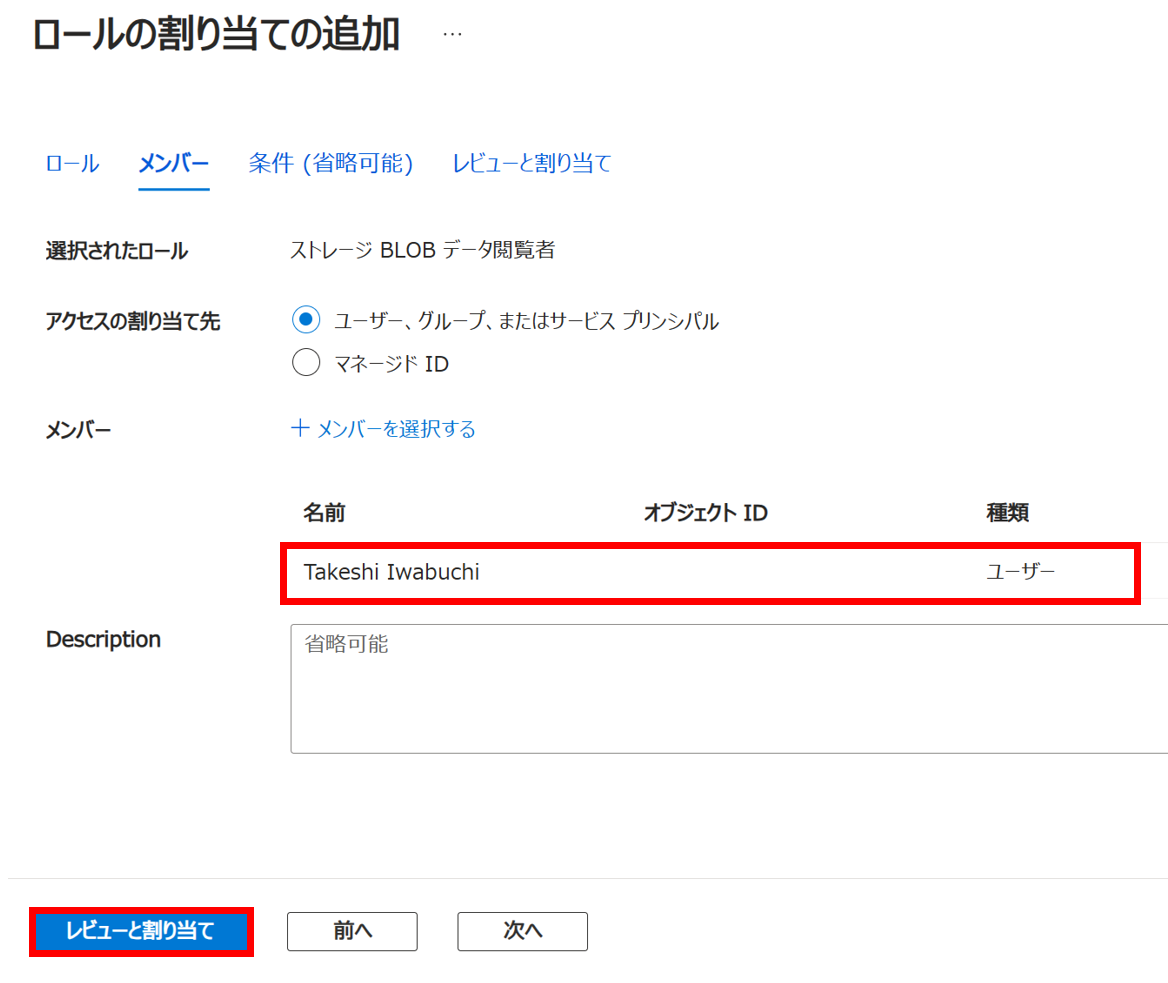 ロールの割り当ての追加 …
ロール メンバー 条件 (省略可能) レビューと割り当て
選択されたロール ストレージ BLOB データ閲覧者
アクセスの割り当て先 ユーザー、グループ、またはサービス プリンシパル
マネージド ID
メンバー ＋ メンバーを選択する
名前 オブジェクト ID 種類
Takeshi Iwabuchi ユーザー
Description 省略可能
レビューと割り当て 前へ 次へ